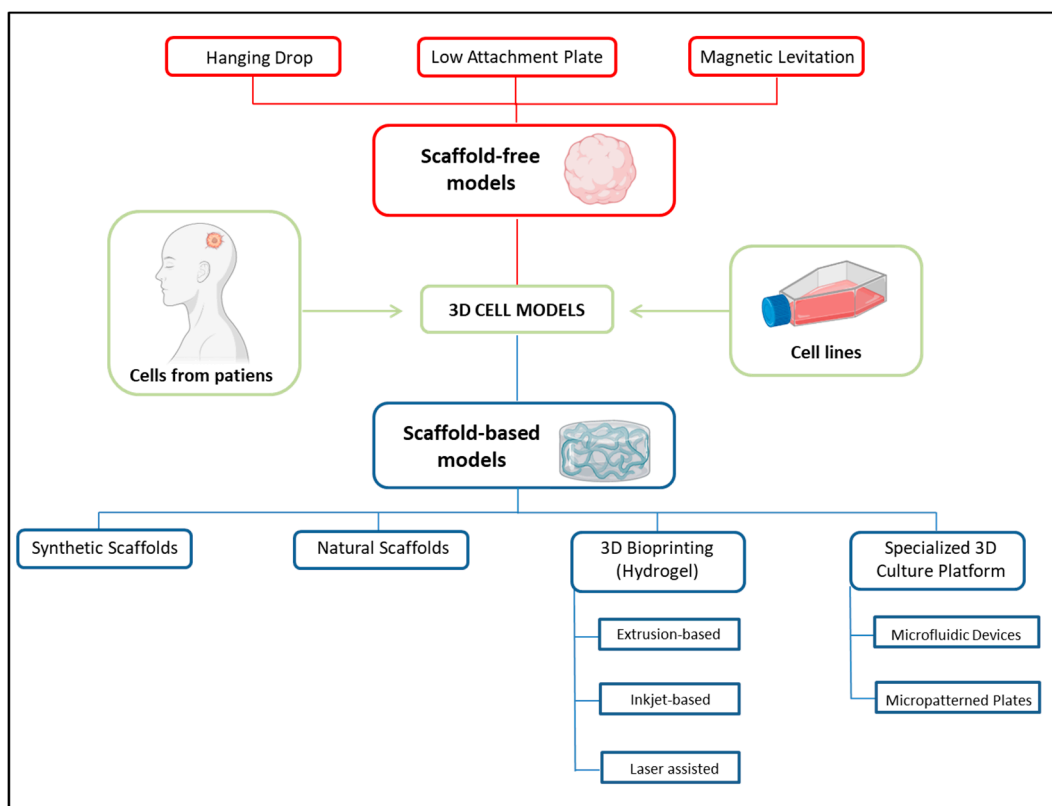 Hanging Drop
Low Attachment Plate
Magnetic Levitation
Scaffold-free
models
Cells from patiens
3D CELL MODELS
Cell lines
Scaffold-based
models
Synthetic Scaffolds
Natural Scaffolds
3D Bioprinting
(Hydrogel)
Specialized 3D
Culture Platform
Extrusion-based
Inkjet-based
Laser assisted
Microfluidic Devices
Micropatterned Plates